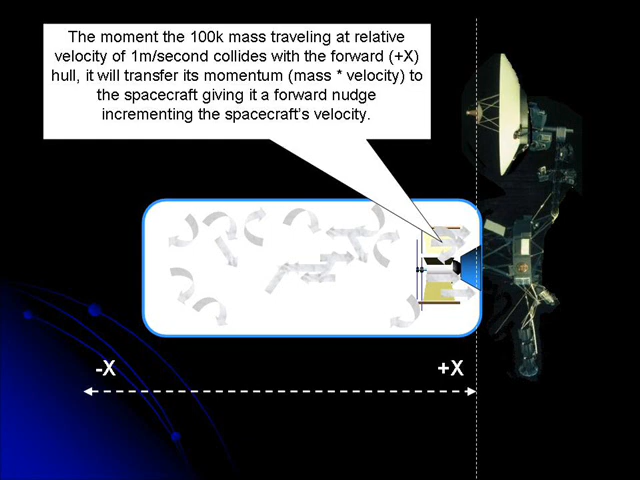 The moment the 100k mass traveling at relative
velocity of 1m/second collides with the forward (+X)
hull, it will transfer its momentum (mass * velocity) to
the spacecraft giving it a forward nudge
incrementing the spacecraft's velocity.
-X
+X